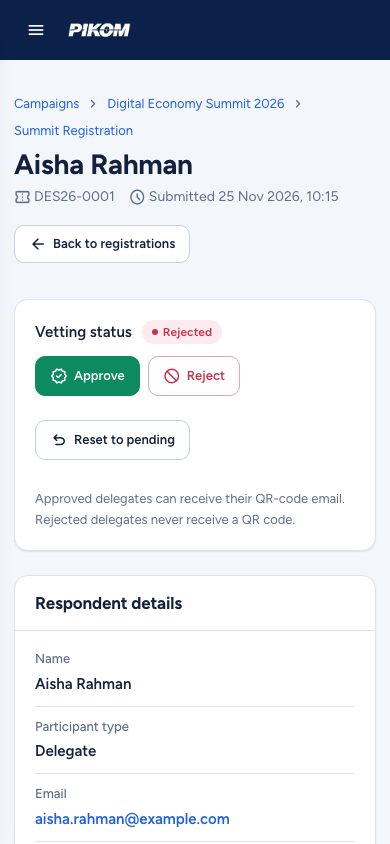 PIKOM
Campaigns > Digital Economy Summit 2026 >
Summit Registration
Aisha Rahman
DES26-0001 Submitted 25 Nov 2026, 10:15
Back to registrations
Vetting status Rejected
Approve Reject
Reset to pending
Approved delegates can receive their QR-code email.
Rejected delegates never receive a QR code.
Respondent details
Name
Aisha Rahman
Participant type
Delegate
Email
aisha.rahman@example.com